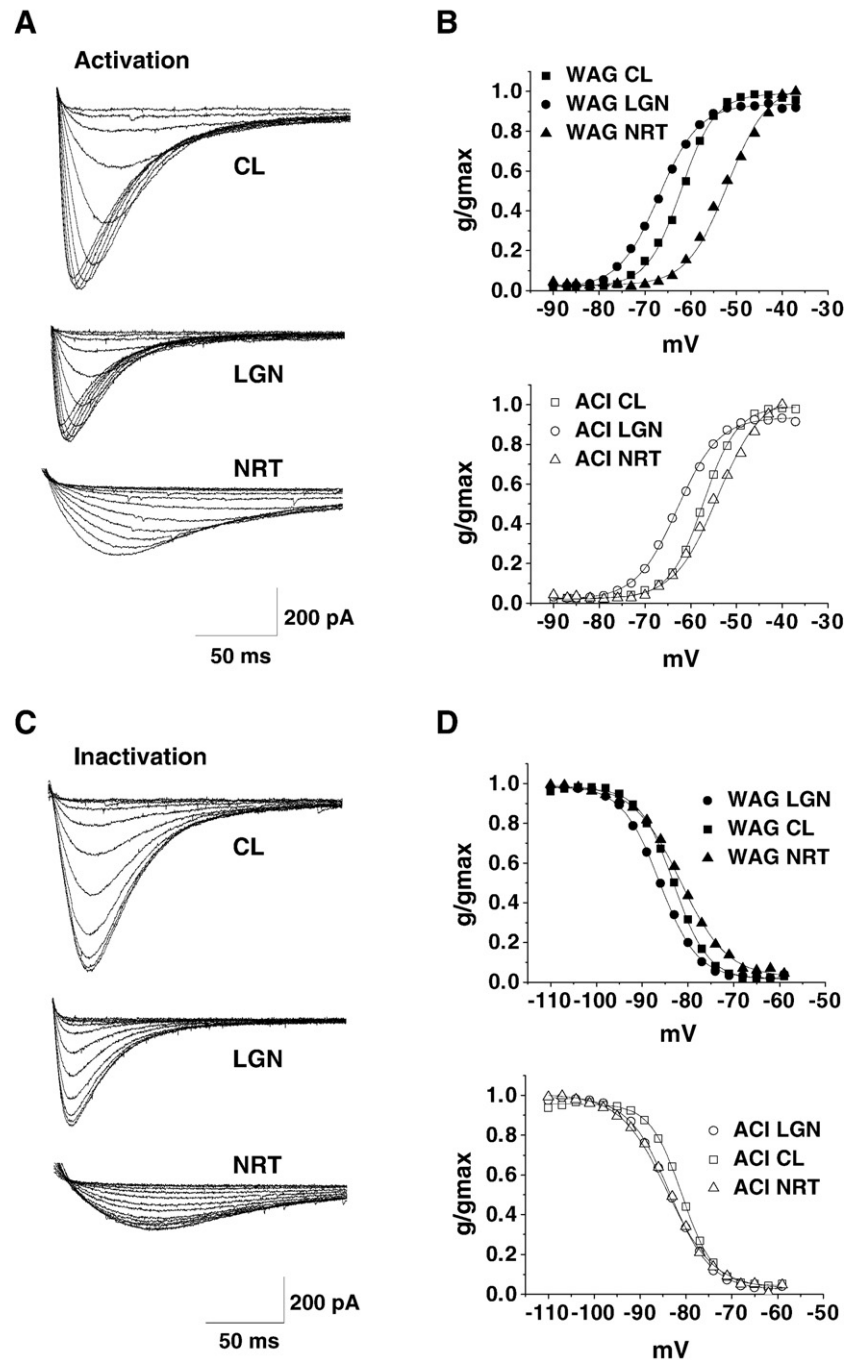 A
Activation
CL
LGN
NRT
200 pA
50 ms
B
WAG CL
WAG LGN
WAG NRT
g/gmax
1.0
0.8
0.6
0.4
0.2
0.0
-90 -80 -70 -60 -50 -40 -30
mV
ACI CL
ACI LGN
ACI NRT
g/gmax
1.0
0.8
0.6
0.4
0.2
0.0
-90 -80 -70 -60 -50 -40 -30
mV
C
Inactivation
CL
LGN
NRT
200 pA
50 ms
D
WAG LGN
WAG CL
WAG NRT
g/gmax
1.0
0.8
0.6
0.4
0.2
0.0
-110 -100 -90 -80 -70 -60 -50
mV
ACI LGN
ACI CL
ACI NRT
g/gmax
1.0
0.8
0.6
0.4
0.2
0.0
-110 -100 -90 -80 -70 -60 -50
mV